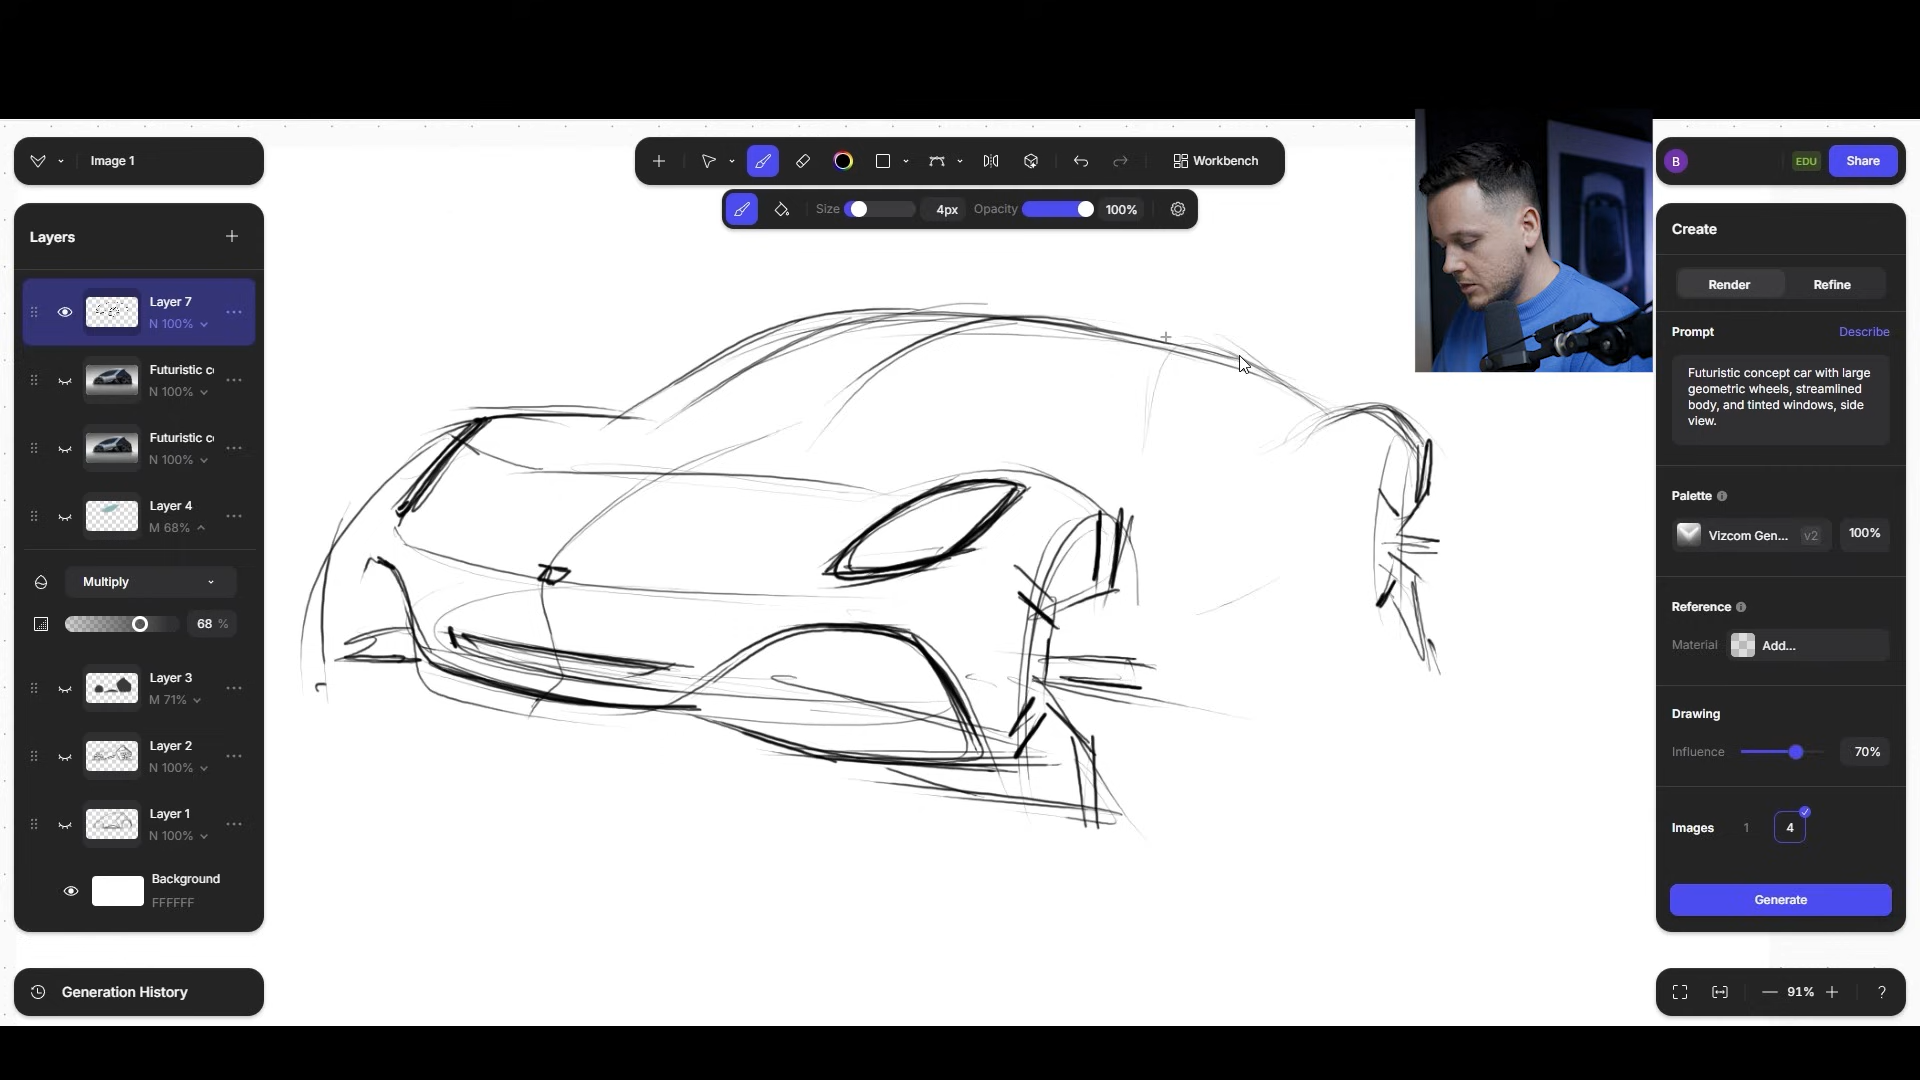 Image 1
Workbench
B
EDU
Share
Size
4px
Opacity
100%
Layers
Layer 7
N 100%
Futuristic c
N 100%
Futuristic c
N 100%
Layer 4
M 68%
Multiply
68 %
Layer 3
M 71%
Layer 2
N 100%
Layer 1
N 100%
Background
FFFFFF
Generation History
Create
Render
Refine
Prompt
Describe
Futuristic concept car with large
geometric wheels, streamlined
body, and tinted windows, side
view.
Palette
Vizcom Gen...
v2
100%
Reference
Material
Add...
Drawing
Influence
70%
Images
1
4
Generate
91%
?